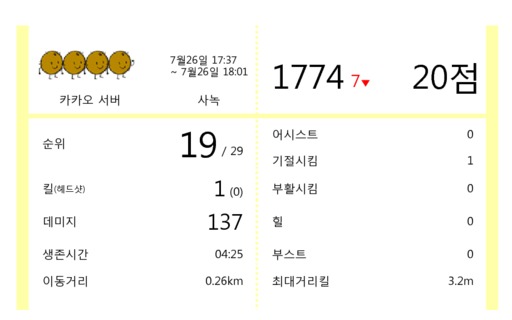 7월26일 17:37
~ 7월26일 18:01
카카오 서버
사녹
1774 7▼
20점
순위
19 / 29
킬(헤드샷)
1 (0)
데미지
137
생존시간
04:25
이동거리
0.26km
어시스트
0
기절시킴
1
부활시킴
0
힐
0
부스트
0
최대거리킬
3.2m